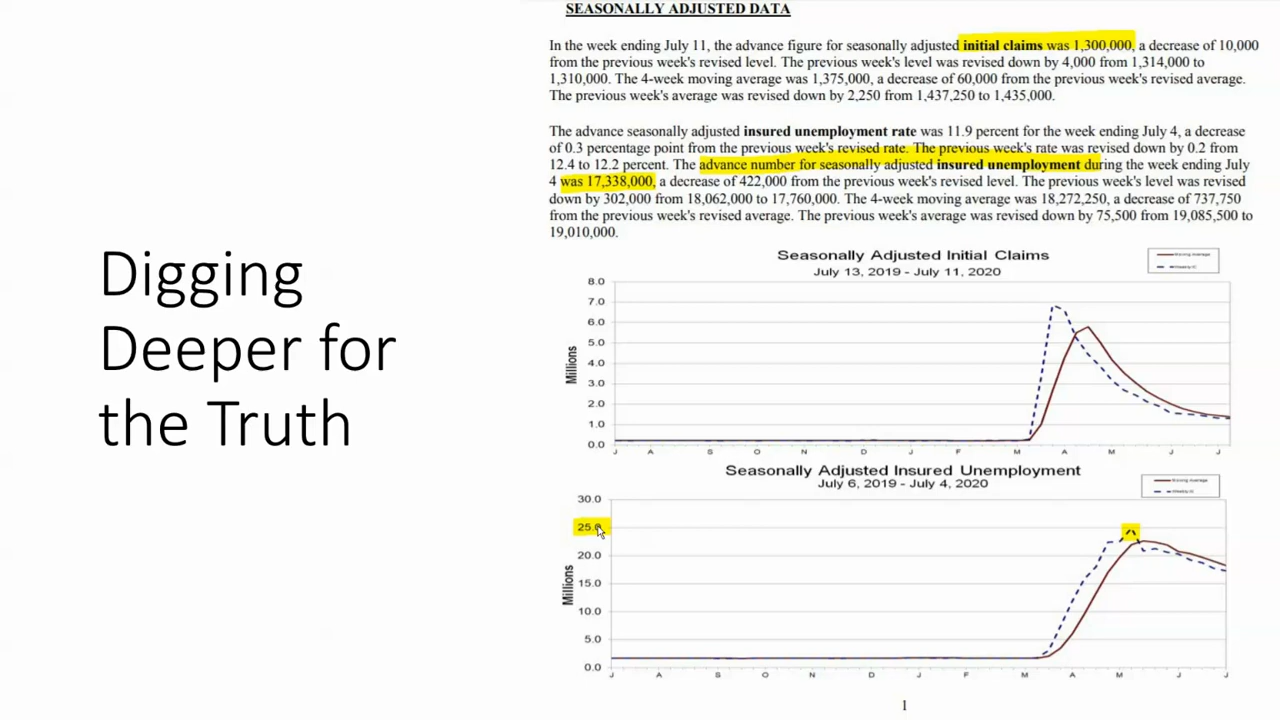 Digging
Deeper for
the Truth
SEASONALLY ADJUSTED DATA
In the week ending July 11, the advance figure for seasonally adjusted initial claims was 1,300,000, a decrease of 10,000
from the previous week's revised level. The previous week's level was revised down by 4,000 from 1,314,000 to
1,310,000. The 4-week moving average was 1,375,000, a decrease of 60,000 from the previous week's revised average.
The previous week's average was revised down by 2,250 from 1,437,250 to 1,435,000.
The advance seasonally adjusted insured unemployment rate was 11.9 percent for the week ending July 4, a decrease
of 0.3 percentage point from the previous week's revised rate. The previous week's rate was revised down by 0.2 from
12.4 to 12.2 percent. The advance number for seasonally adjusted insured unemployment during the week ending July
4 was 17,338,000, a decrease of 422,000 from the previous week's revised level. The previous week's level was revised
down by 302,000 from 18,062,000 to 17,760,000. The 4-week moving average was 18,272,250, a decrease of 737,750
from the previous week's revised average. The previous week's average was revised down by 75,500 from 19,085,500 to
19,010,000.
Seasonally Adjusted Initial Claims
July 13, 2019 - July 11, 2020
Moving Average
Weekly IC
Millions
8.0
7.0
6.0
5.0
4.0
3.0
2.0
1.0
0.0
J A S O N D J F M A M J J
Seasonally Adjusted Insured Unemployment
July 6, 2019 - July 4, 2020
Moving Average
Weekly IC
Millions
30.0
25.0
20.0
15.0
10.0
5.0
0.0
J A S O N D J F M A M J J
1